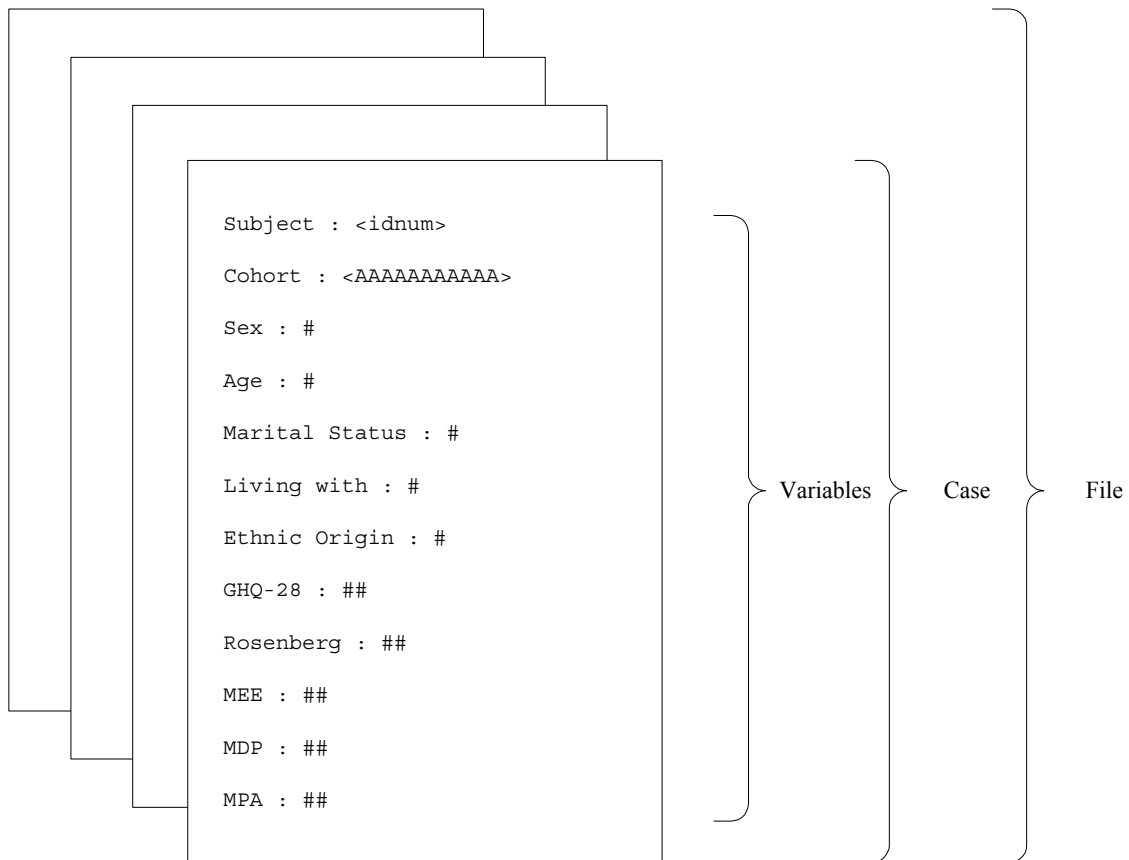 Subject : <idnum>
Cohort : <AAAAAAAAAAA>
Sex : #
Age : #
Marital Status : #
Living with : #
Ethnic Origin : #
GHQ-28 : ##
Rosenberg : ##
MEE : ##
MDP : ##
MPA : ##
Variables
Case
File